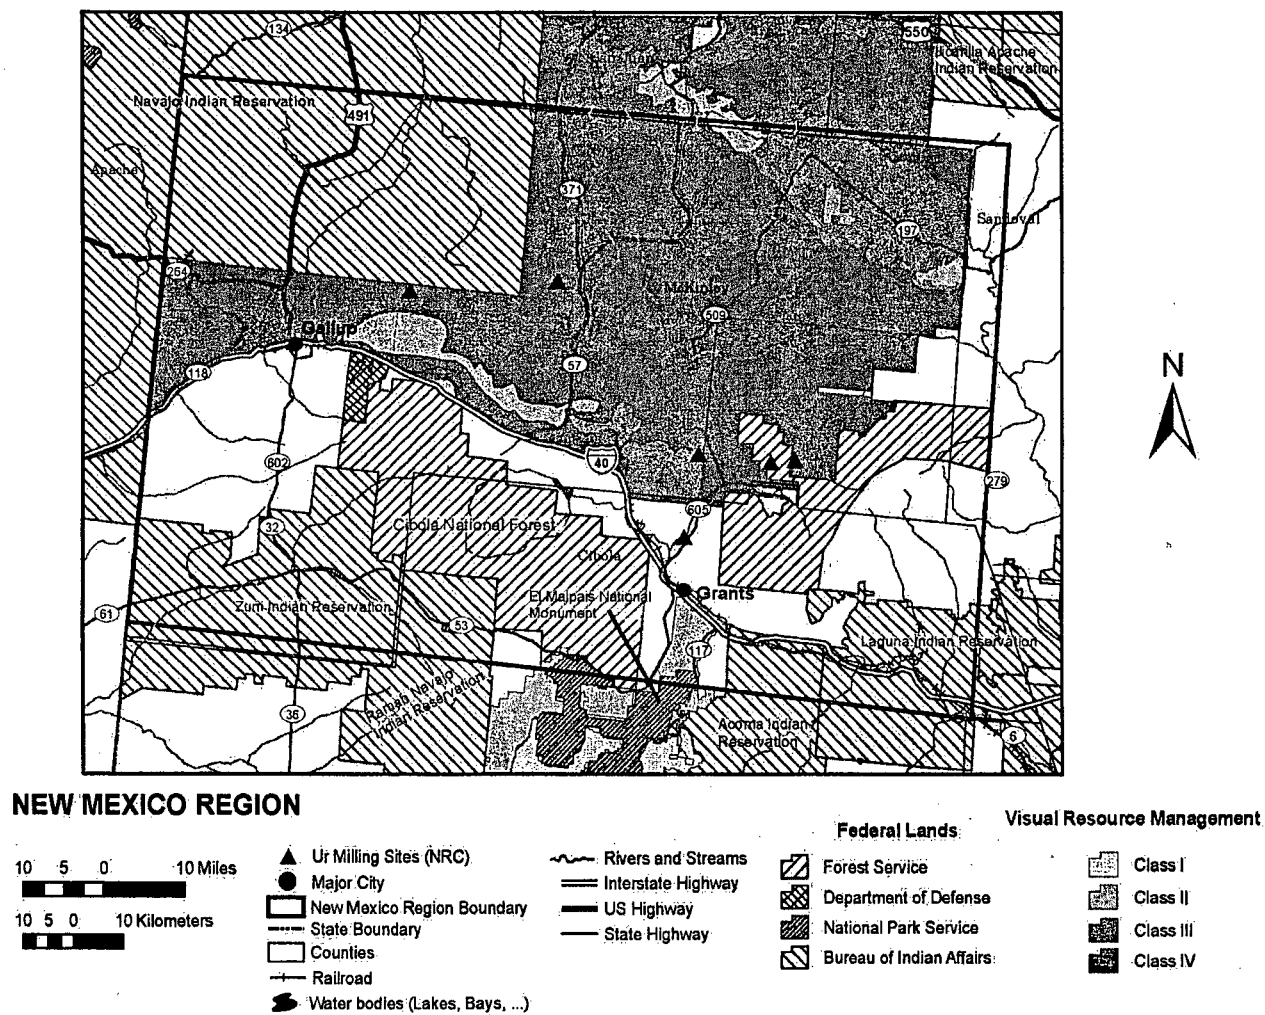 134
550
Jicarilla Apache
Indian Reservation
Navajo Indian Reservation
491
Apache
371
Sandoval
197
264
McKinley
509
Gallup
57
118
40
602
279
605
32
Cibola National Forest
Cibola
El Malpais National
Monument
Grants
Zuni Indian Reservation
61
53
Laguna Indian Reservation
117
Ramah Navajo
Indian Reservation
36
Acoma Indian
Reservation
6
N
NEW MEXICO REGION
10 5 0 10 Miles
10 5 0 10 Kilometers
Ur Milling Sites (NRC)
Major City
New Mexico Region Boundary
State Boundary
Counties
Railroad
Water bodies (Lakes, Bays, ...)
Rivers and Streams
Interstate Highway
US Highway
State Highway
Federal Lands
Forest Service
Department of Defense
National Park Service
Bureau of Indian Affairs
Visual Resource Management
Class I
Class II
Class III
Class IV